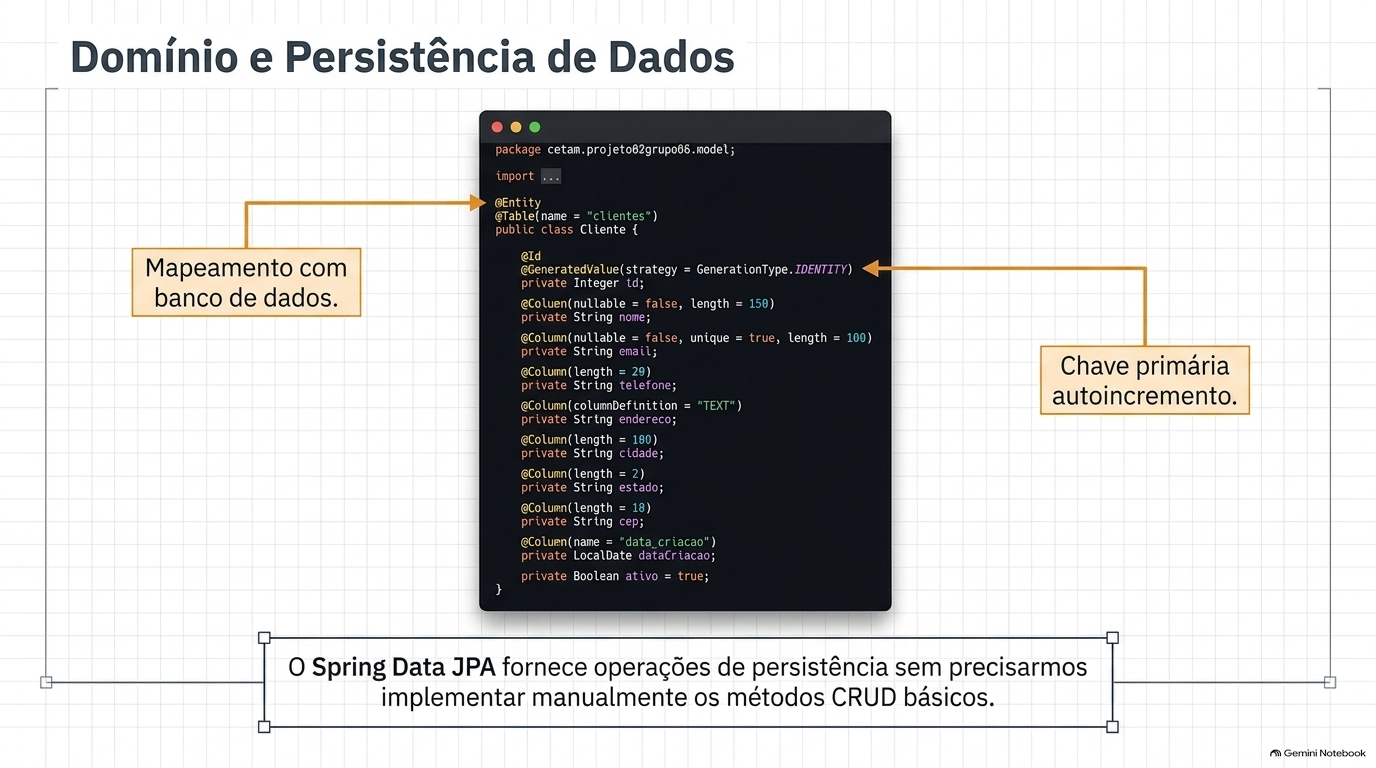 Domínio e Persistência de Dados
package cetam.projeto02grupo06.model;
import ...
@Entity
@Table(name = "clientes")
public class Cliente {
@Id
@GeneratedValue(strategy = GenerationType.IDENTITY)
private Integer id;
@Coluen(nullable = false, length = 150)
private String nome;
@Column(nullable = false, unique = true, length = 100)
private String email;
@Column(length = 20)
private String telefone;
@Column(columnDefinition = "TEXT")
private String endereco;
@Column(length = 100)
private String cidade;
@Column(length = 2)
private String estado;
@Column(length = 10)
private String cep;
@Coluen(name = "data_criacao")
private LocalDate dataCriacao;
private Boolean ativo = true;
}
Mapeamento com
banco de dados.
Chave primária
autoincremento.
O Spring Data JPA fornece operações de persistência sem precisarmos
implementar manualmente os métodos CRUD básicos.
Gemini Notebook